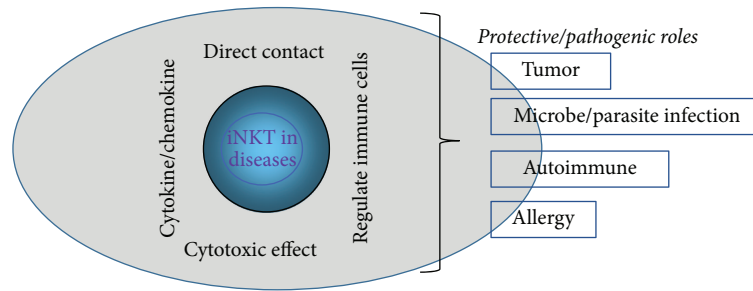 Direct contact
Cytokine/chemokine
iNKT in
diseases
Regulate immune cells
Cytotoxic effect
Protective/pathogenic roles
Tumor
Microbe/parasite infection
Autoimmune
Allergy